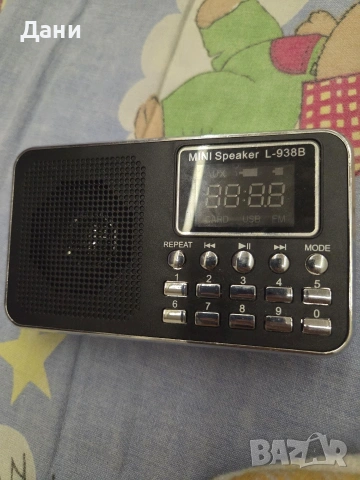 Дани
MINI Speaker L-938B
88:88
CARD USB FM
REPEAT MODE
1 2 3 4 5
6 7 8 9 0
BAZAR